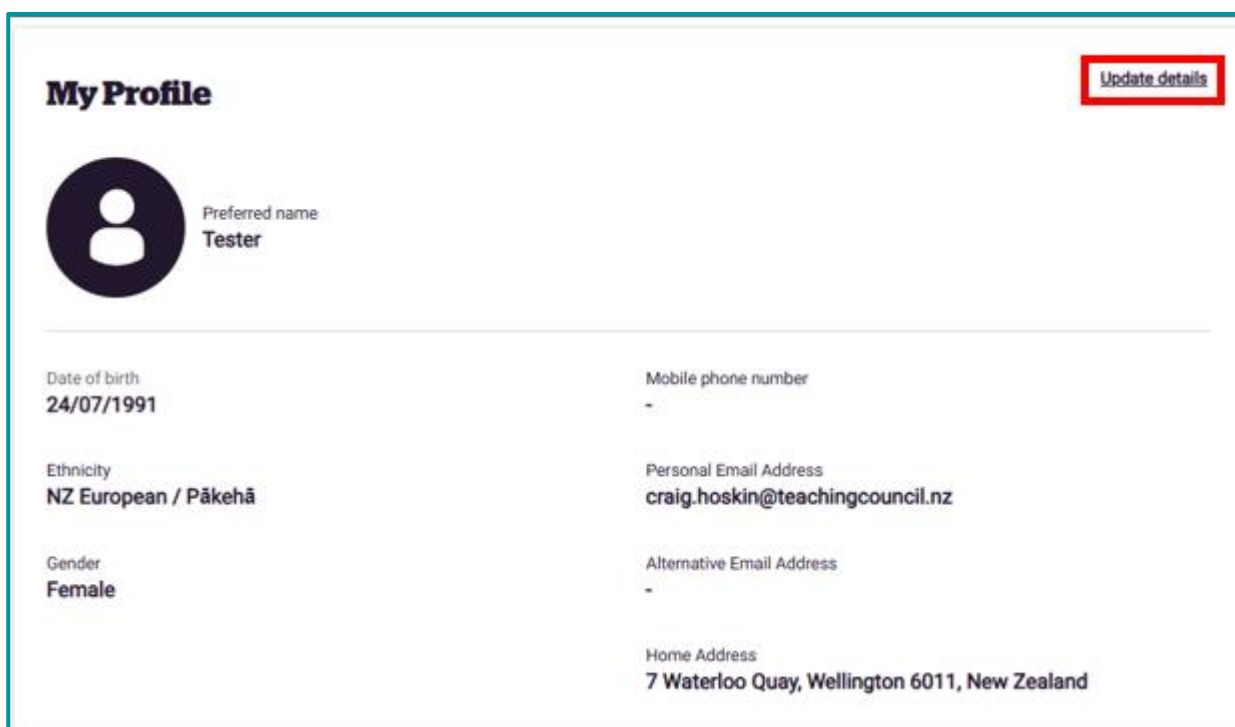 My Profile
Update details
Preferred name
Tester
Date of birth
24/07/1991
Ethnicity
NZ European / Pākehā
Gender
Female
Mobile phone number
-
Personal Email Address
craig.hoskin@teachingcouncil.nz
Alternative Email Address
-
Home Address
7 Waterloo Quay, Wellington 6011, New Zealand